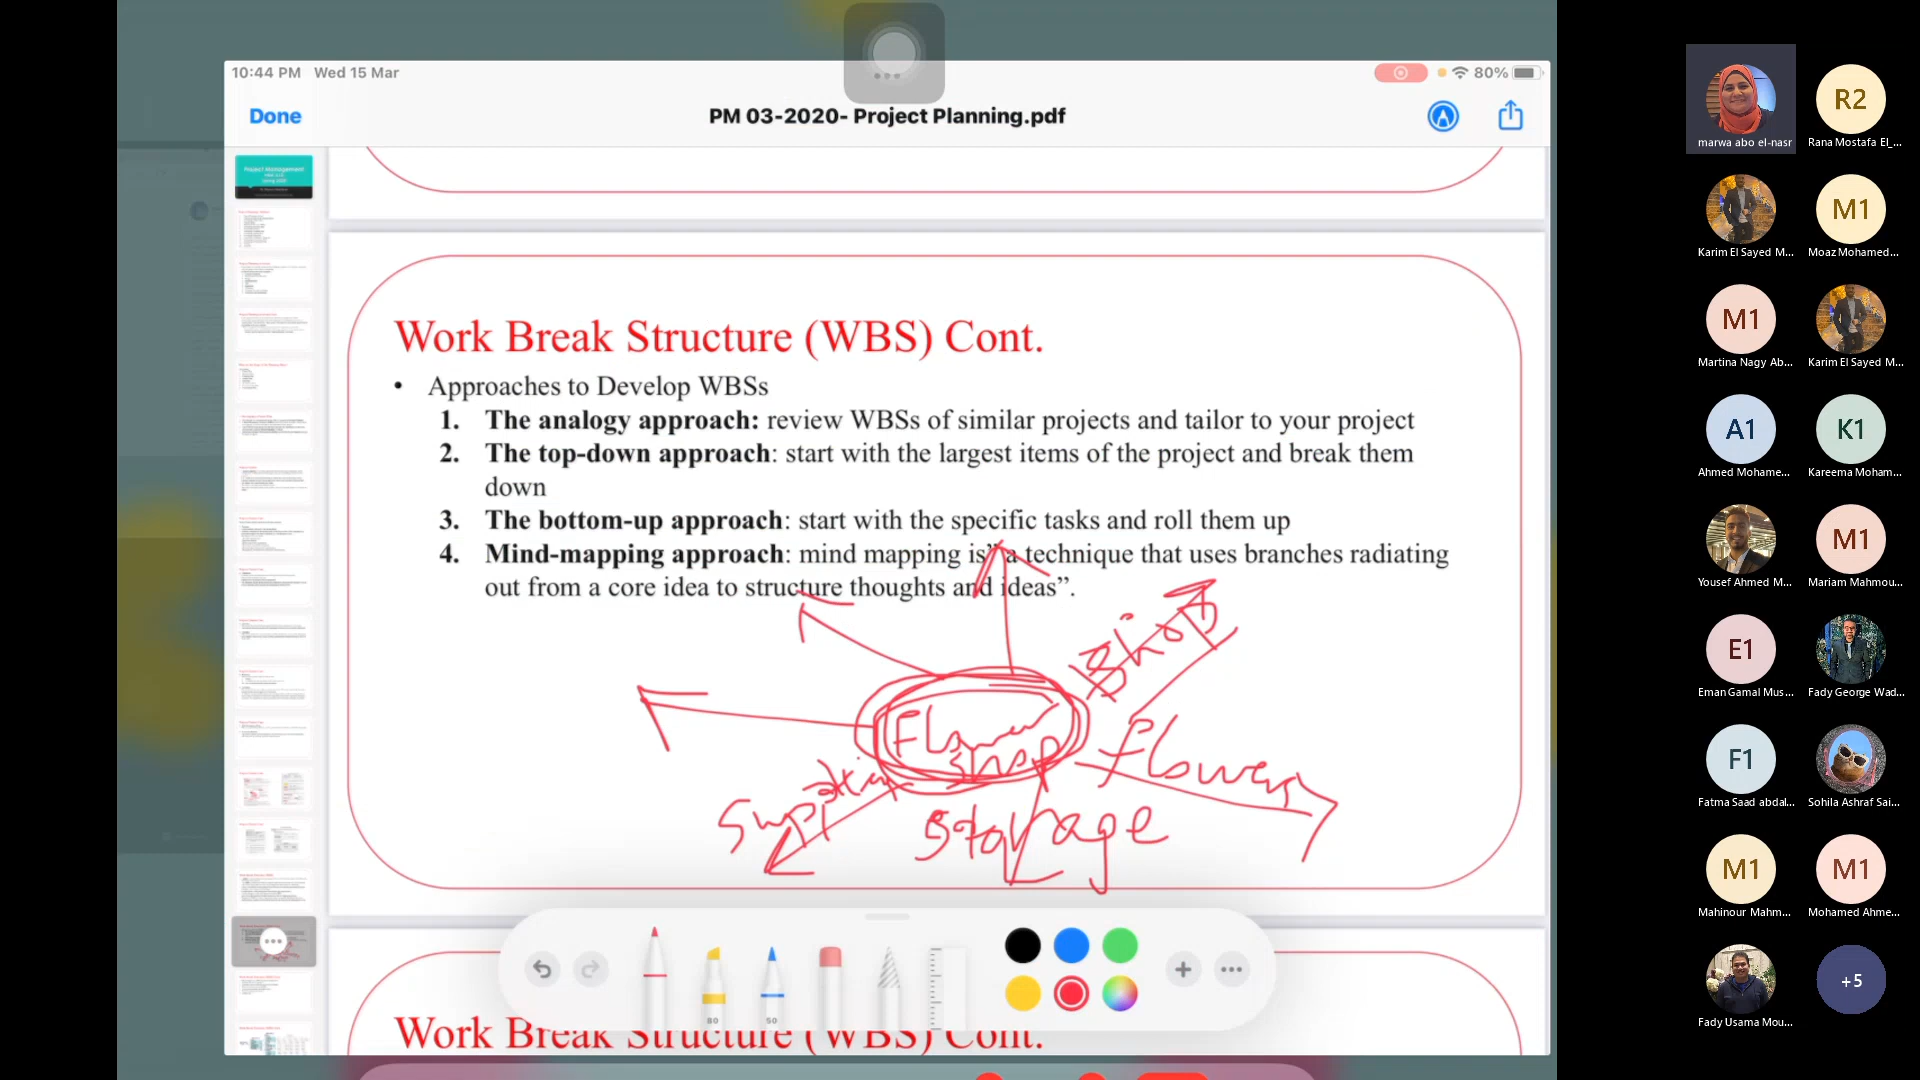 10:44 PM Wed 15 Mar
80%
Done
PM 03-2020- Project Planning.pdf
Work Break Structure (WBS) Cont.
• Approaches to Develop WBSs
1. The analogy approach: review WBSs of similar projects and tailor to your project
2. The top-down approach: start with the largest items of the project and break them
down
3. The bottom-up approach: start with the specific tasks and roll them up
4. Mind-mapping approach: mind mapping is" a technique that uses branches radiating
out from a core idea to structure thoughts and ideas”.
Shop
Flower
shop
flowers
storage
80
50
Work Break Structure (WBS) Cont.
marwa abo el-nasr
R2
Rana Mostafa El_...
Karim El Sayed M...
M1
Moaz Mohamed...
M1
Martina Nagy Ab...
Karim El Sayed M...
A1
Ahmed Mohame...
K1
Kareema Moham...
Yousef Ahmed M...
M1
Mariam Mahmou...
E1
Eman Gamal Mus...
Fady George Wad...
F1
Fatma Saad abdal...
Sohila Ashraf Sai...
M1
Mahinour Mahm...
M1
Mohamed Ahme...
Fady Usama Mou...
+5